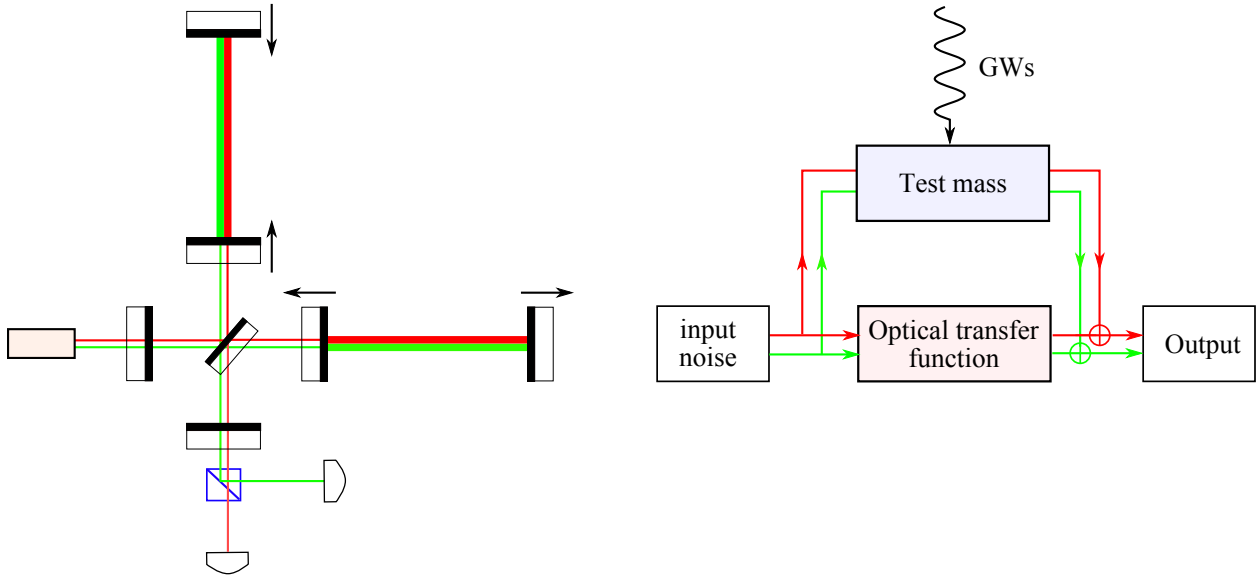 GWs
Test mass
input
noise
Optical transfer
function
Output